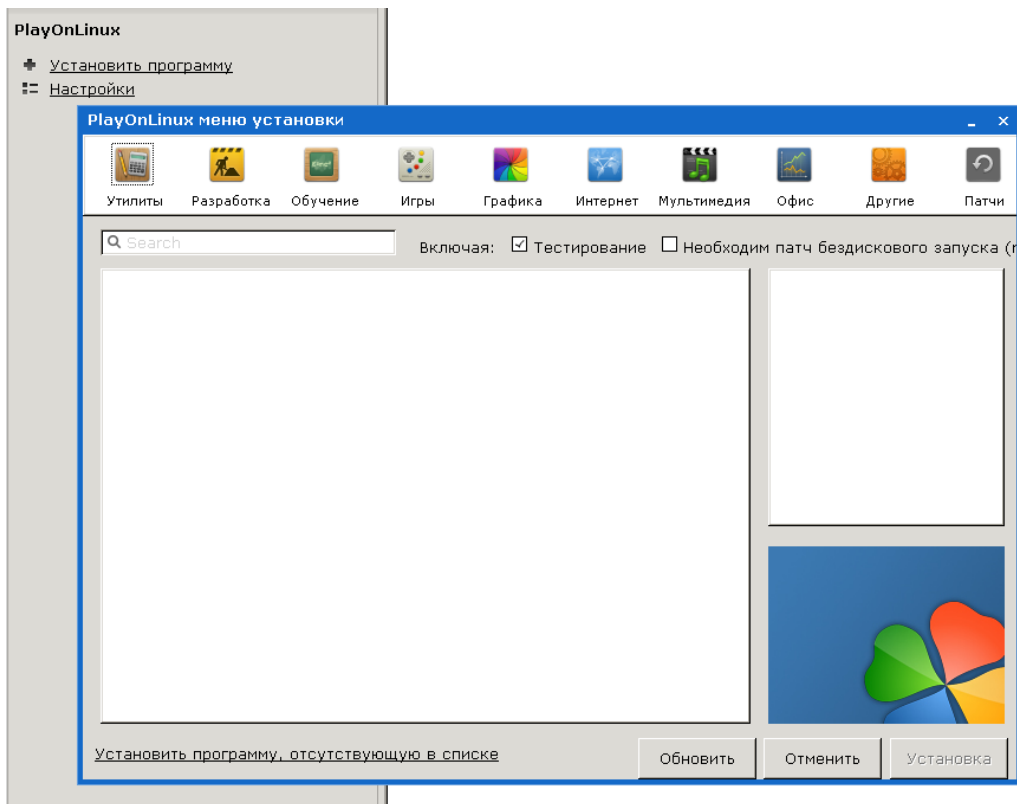 PlayOnLinux
Установить программу
Настройки
PlayOnLinux меню установки
Утилиты Разработка Обучение Игры Графика Интернет Мультимедия Офис Другие Патчи
Search Включая: Тестирование Необходим патч бездискового запуска (
Установить программу, отсутствующую в списке
Обновить Отменить Установка